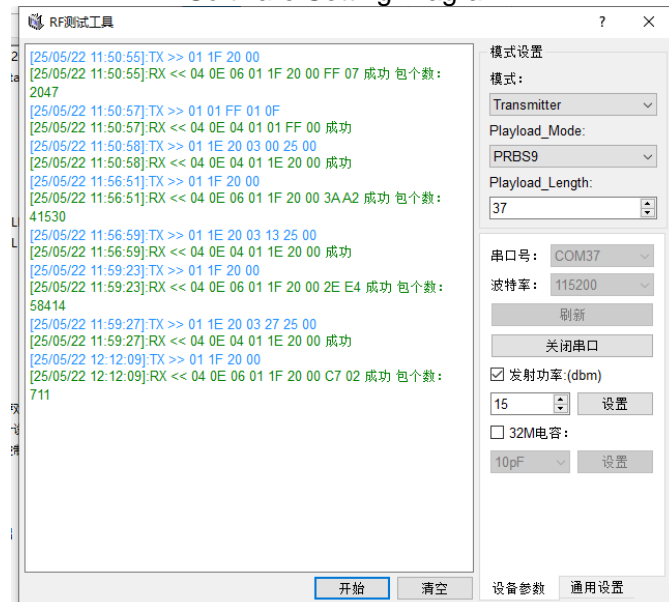 RF测试工具
[25/05/22 11:50:55]:TX >> 01 1F 20 00
[25/05/22 11:50:55]:RX << 04 0E 06 01 1F 20 00 FF 07 成功 包个数:
2047
[25/05/22 11:50:57]:TX >> 01 01 FF 01 0F
[25/05/22 11:50:57]:RX << 04 0E 04 01 01 FF 00 成功
[25/05/22 11:50:58]:TX >> 01 1E 20 03 00 25 00
[25/05/22 11:50:58]:RX << 04 0E 04 01 1E 20 00 成功
[25/05/22 11:56:51]:TX >> 01 1F 20 00
[25/05/22 11:56:51]:RX << 04 0E 06 01 1F 20 00 3A A2 成功 包个数:
41530
[25/05/22 11:56:59]:TX >> 01 1E 20 03 13 25 00
[25/05/22 11:56:59]:RX << 04 0E 04 01 1E 20 00 成功
[25/05/22 11:59:23]:TX >> 01 1F 20 00
[25/05/22 11:59:23]:RX << 04 0E 06 01 1F 20 00 2E E4 成功 包个数:
58414
[25/05/22 11:59:27]:TX >> 01 1E 20 03 27 25 00
[25/05/22 11:59:27]:RX << 04 0E 04 01 1E 20 00 成功
[25/05/22 12:12:09]:TX >> 01 1F 20 00
[25/05/22 12:12:09]:RX << 04 0E 06 01 1F 20 00 C7 02 成功 包个数:
711
开始 清空
模式设置
模式:
Transmitter
Playload_Mode:
PRBS9
Playload_Length:
37
串口号: COM37
波特率: 115200
刷新
关闭串口
发射功率:(dbm)
15 设置
32M电容:
10pF 设置
设备参数 通用设置